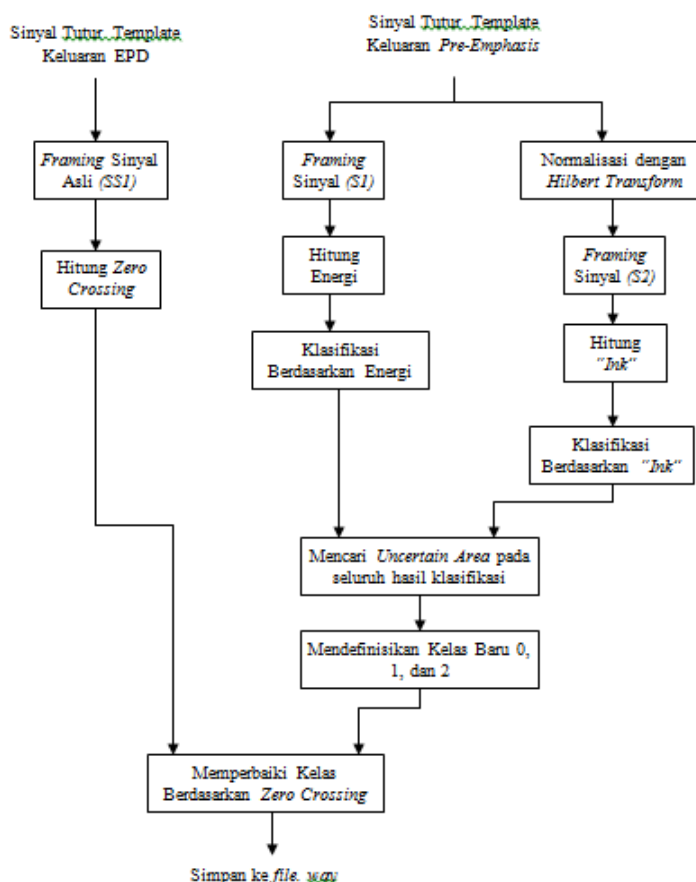 Sinyal Tutur Template
Keluaran EPD
Sinyal Tutur Template
Keluaran Pre-Emphasis
Framing Sinyal
Asli (SS1)
Framing
Sinyal (S1)
Normalisasi dengan
Hilbert Transform
Hitung Zero
Crossing
Hitung
Energi
Framing
Sinyal (S2)
Klasifikasi
Berdasarkan Energi
Hitung
"Ink"
Klasifikasi
Berdasarkan "Ink"
Mencari Uncertain Area pada
seluruh hasil klasifikasi
Mendefinisikan Kelas Baru 0,
1, dan 2
Memperbaiki Kelas
Berdasarkan Zero Crossing
Simpan ke file. wav